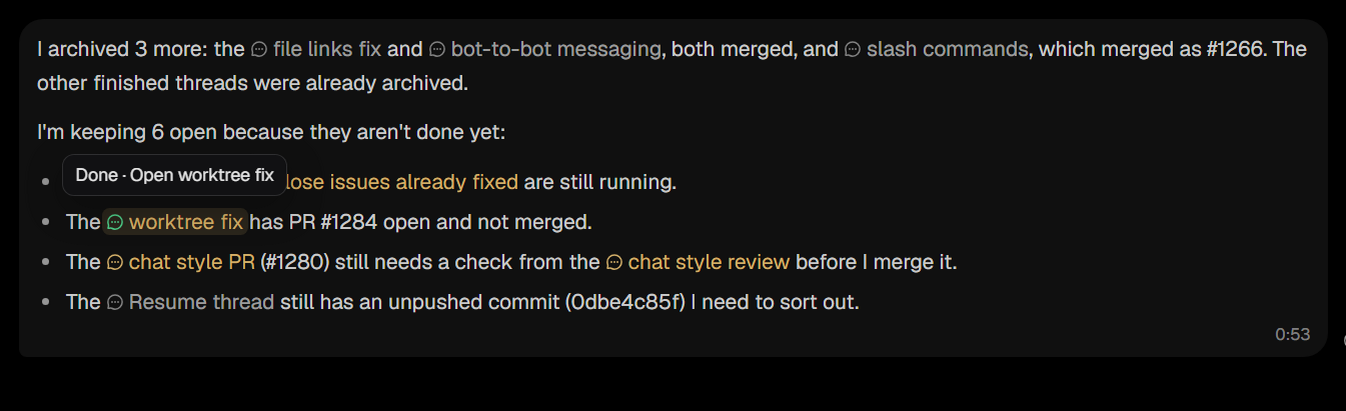 I archived 3 more: the file links fix and bot-to-bot messaging, both merged, and slash commands, which merged as #1266. The
other finished threads were already archived.
I'm keeping 6 open because they aren't done yet:
Done · Open worktree fix
lose issues already fixed are still running.
The worktree fix has PR #1284 open and not merged.
The chat style PR (#1280) still needs a check from the chat style review before I merge it.
The Resume thread still has an unpushed commit (0dbe4c85f) I need to sort out.
0:53